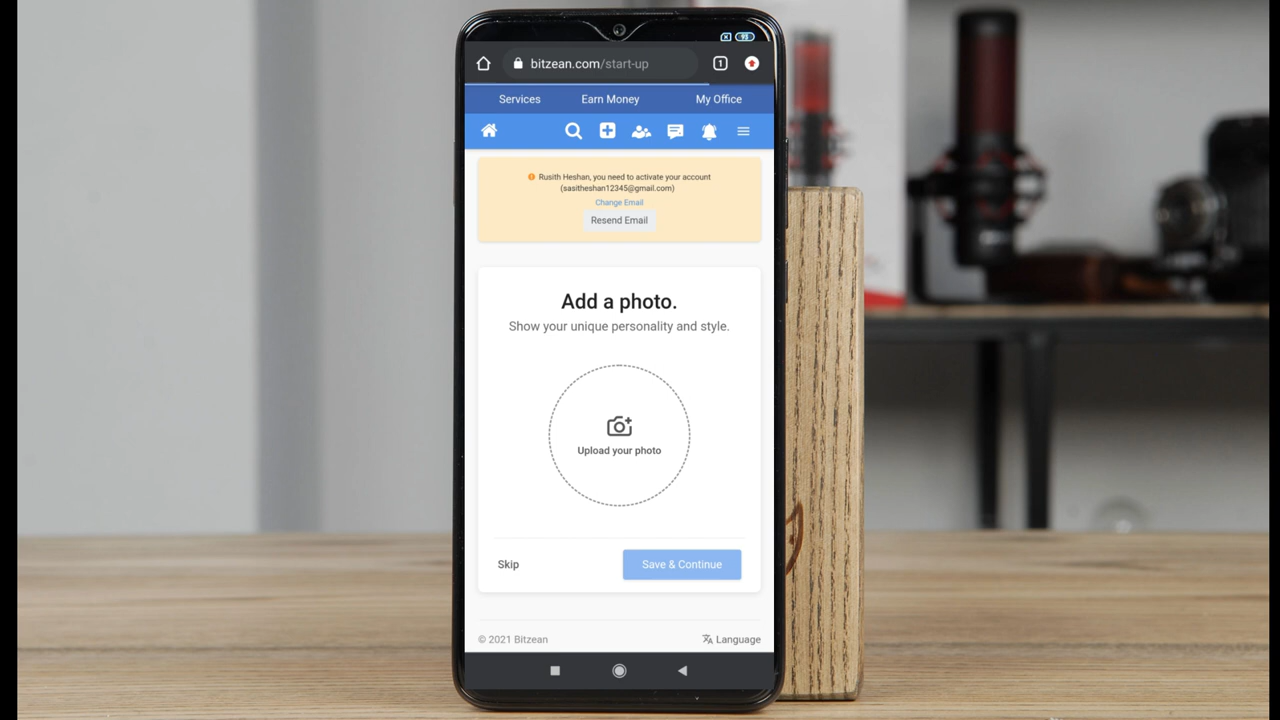 93
bitzean.com/start-up
1
Services Earn Money My Office
Rusith Heshan, you need to activate your account
(sasitheshan12345@gmail.com)
Change Email
Resend Email
Add a photo.
Show your unique personality and style.
Upload your photo
Skip Save & Continue
© 2021 Bitzean Language